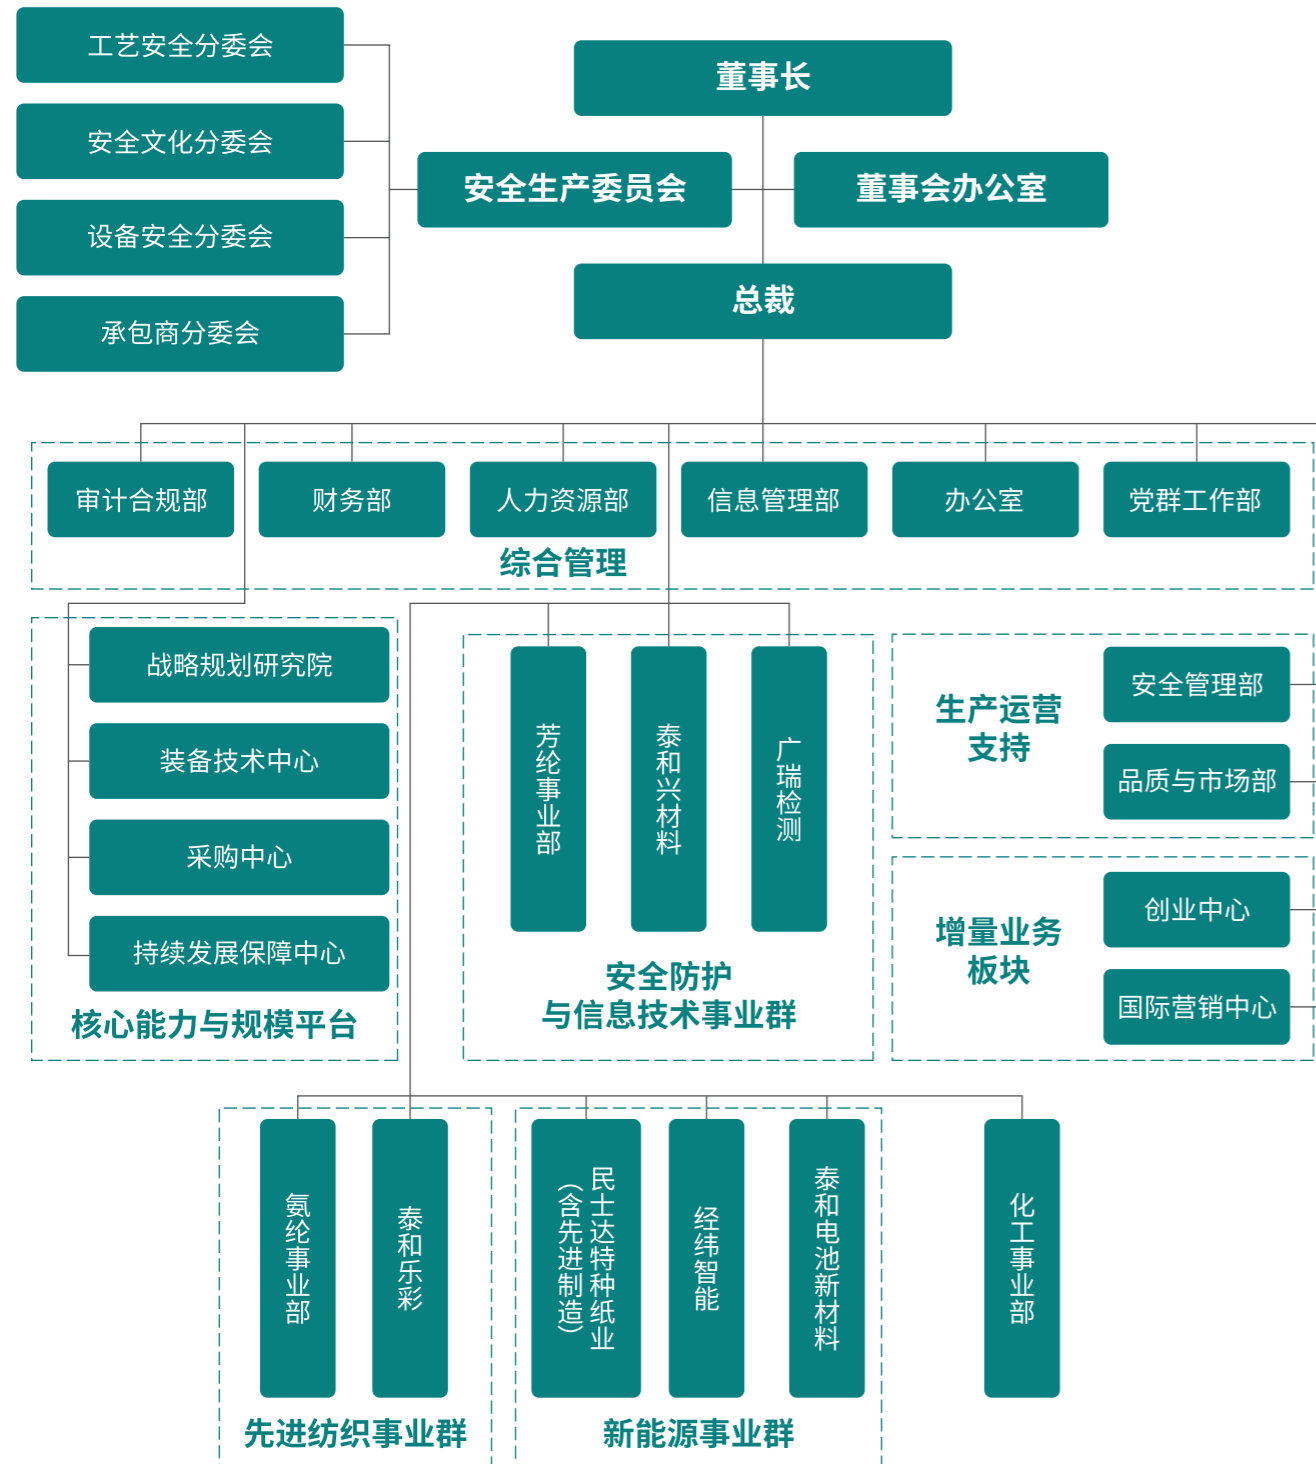 工艺安全分委会
安全文化分委会
设备安全分委会
承包商分委会
董事长
安全生产委员会
董事会办公室
总裁
审计合规部
财务部
人力资源部
信息管理部
办公室
党群工作部
综合管理
战略规划研究院
装备技术中心
采购中心
持续发展保障中心
核心能力与规模平台
芳纶事业部
泰和兴材料
广瑞检测
安全防护
与信息技术事业群
生产运营
支持
安全管理部
品质与市场部
增量业务
板块
创业中心
国际营销中心
氨纶事业部
泰和乐彩
先进纺织事业群
民士达特种纸业
（含先进制造）
经纬智能
泰和电池新材料
新能源事业群
化工事业部